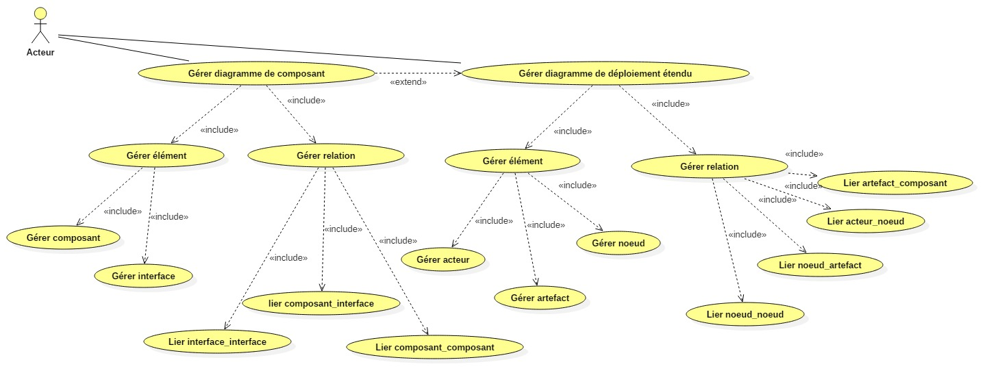 Acteur
Gérer diagramme de composant
«extend»
Gérer diagramme de déploiement étendu
«include»
«include»
«include»
«include»
Gérer élément
Gérer relation
Gérer élément
Gérer relation
«include»
«include»
«include»
Lier artefact_composant
«include»
«include»
«include»
Lier acteur_noeud
«include»
«include»
«include»
«include»
«include»
«include»
Gérer composant
Gérer noeud
«include»
Gérer acteur
Lier noeud_artefact
Gérer interface
Gérer artefact
lier composant_interface
Lier noeud_noeud
Lier interface_interface
Lier composant_composant